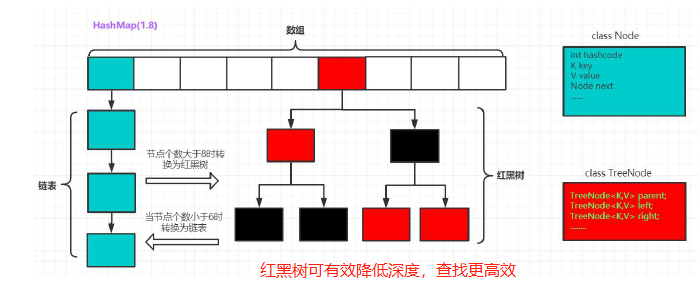 HashMap(1.8)
数组
class Node
int hashcode
K key
V value
Node next
.....
链表
节点个数大于8时转
换为红黑树
当节点个数小于6时
转换为链表
红黑树
class TreeNode
TreeNode<K,V> parent;
TreeNode<K,V> left;
TreeNode<K,V> right;
........
红黑树可有效降低深度，查找更高效